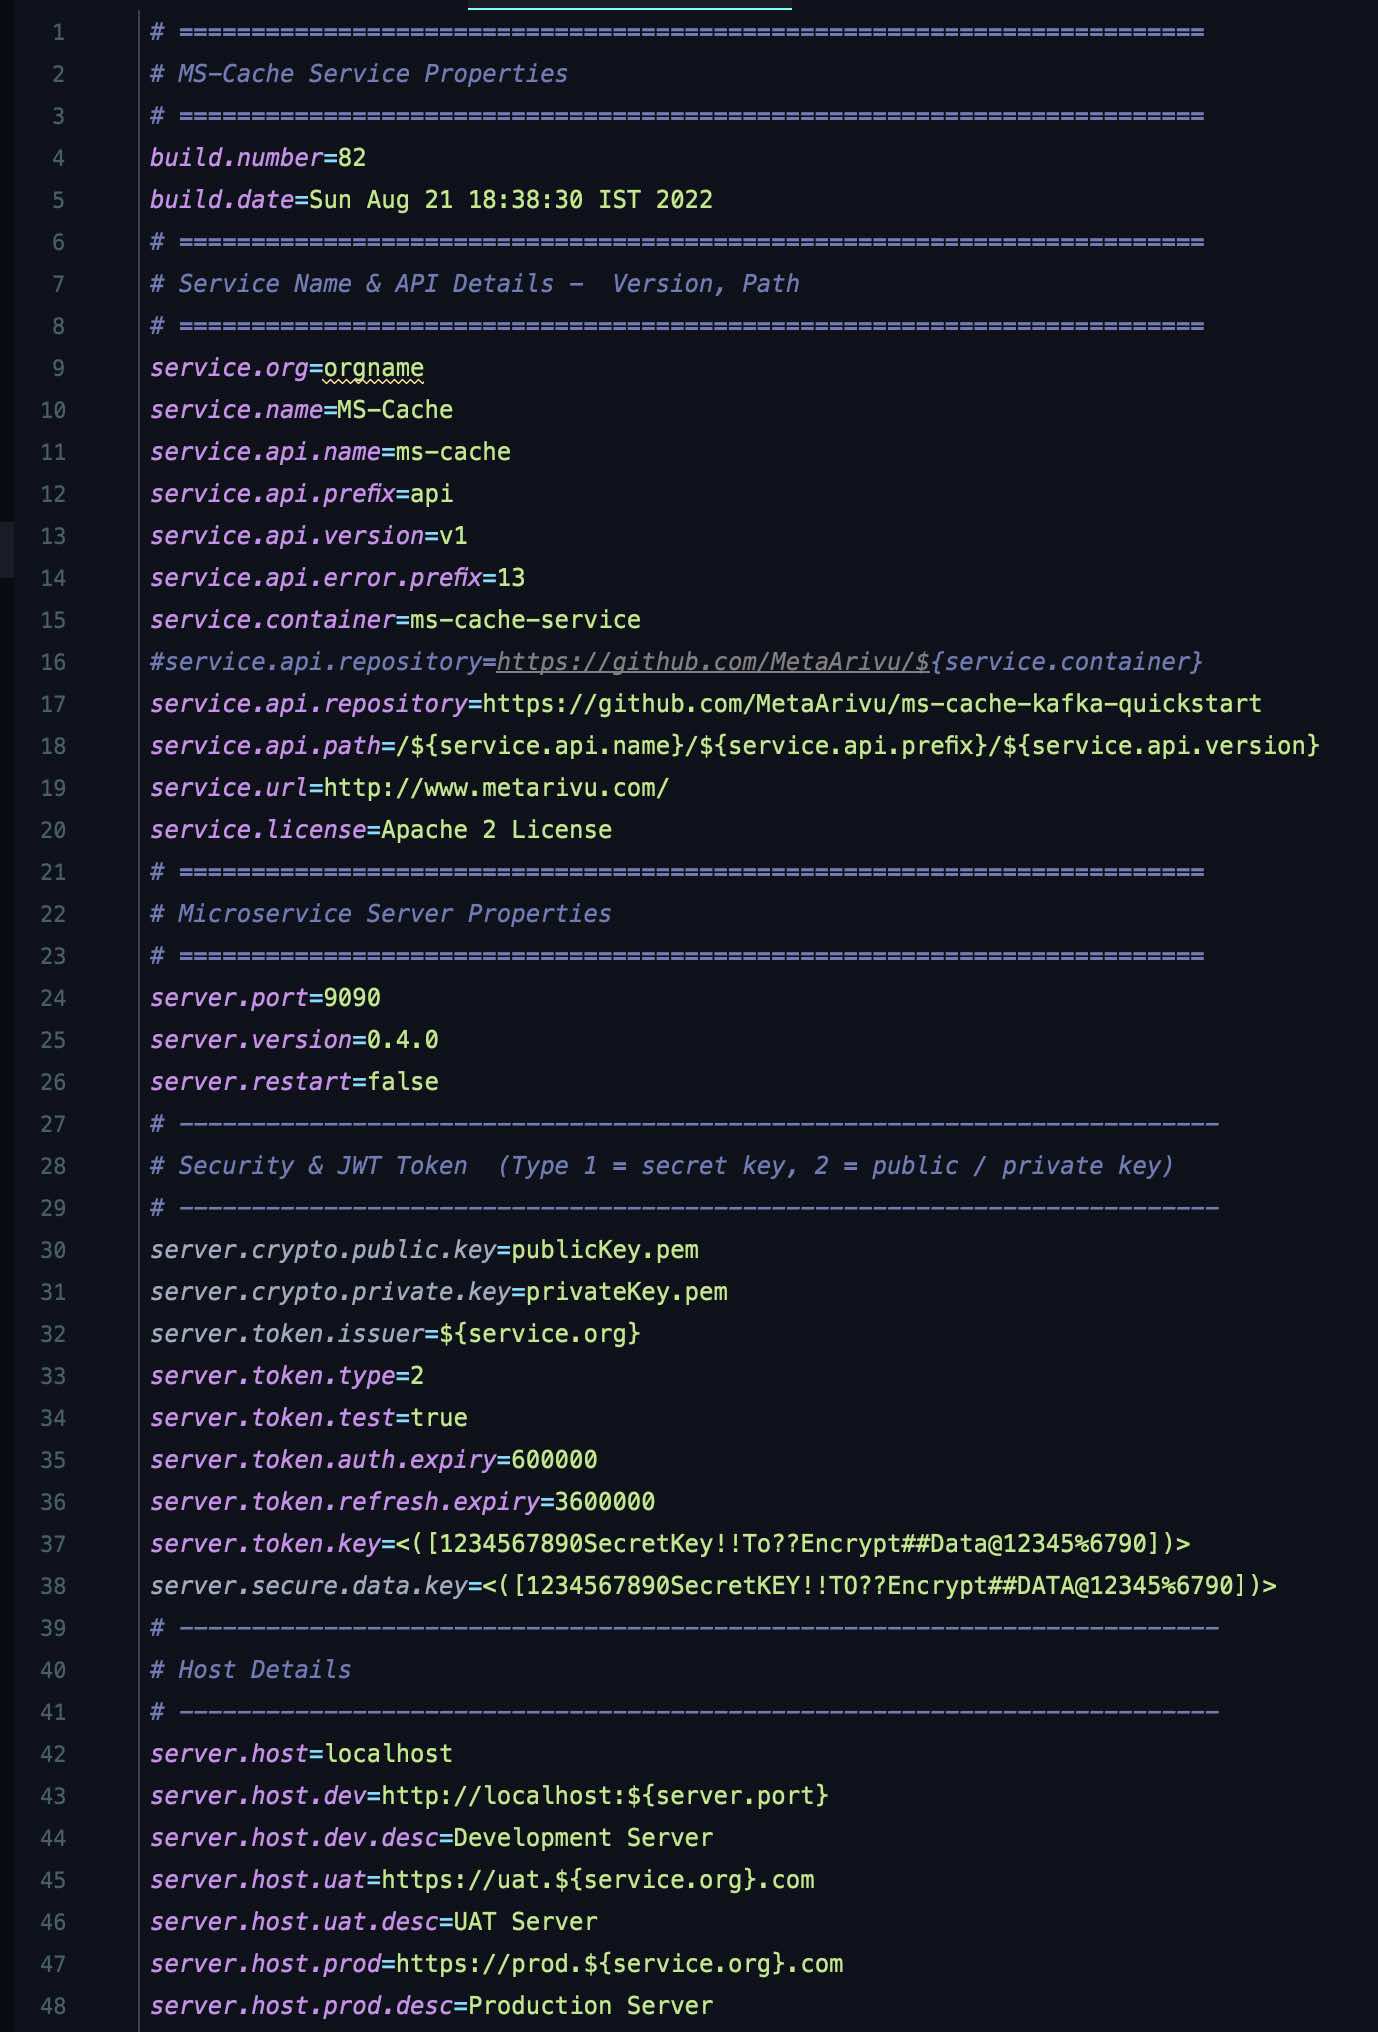 1 # =======================================================================
2 # MS-Cache Service Properties
3 # =======================================================================
4 build.number=82
5 build.date=Sun Aug 21 18:38:30 IST 2022
6 # =======================================================================
7 # Service Name & API Details -  Version, Path
8 # =======================================================================
9 service.org=orgname
10 service.name=MS-Cache
11 service.api.name=ms-cache
12 service.api.prefix=api
13 service.api.version=v1
14 service.api.error.prefix=13
15 service.container=ms-cache-service
16 #service.api.repository=https://github.com/MetaArivu/${service.container}
17 service.api.repository=https://github.com/MetaArivu/ms-cache-kafka-quickstart
18 service.api.path=/${service.api.name}/${service.api.prefix}/${service.api.version}
19 service.url=http://www.metarivu.com/
20 service.license=Apache 2 License
21 # =======================================================================
22 # Microservice Server Properties
23 # =======================================================================
24 server.port=9090
25 server.version=0.4.0
26 server.restart=false
27 # ------------------------------------------------------------------------
28 # Security & JWT Token  (Type 1 = secret key, 2 = public / private key)
29 # ------------------------------------------------------------------------
30 server.crypto.public.key=publicKey.pem
31 server.crypto.private.key=privateKey.pem
32 server.token.issuer=${service.org}
33 server.token.type=2
34 server.token.test=true
35 server.token.auth.expiry=600000
36 server.token.refresh.expiry=3600000
37 server.token.key=<([1234567890SecretKey!!To??Encrypt##Data@12345%6790])>
38 server.secure.data.key=<([1234567890SecretKEY!!TO??Encrypt##DATA@12345%6790])>
39 # ------------------------------------------------------------------------
40 # Host Details
41 # ------------------------------------------------------------------------
42 server.host=localhost
43 server.host.dev=http://localhost:${server.port}
44 server.host.dev.desc=Development Server
45 server.host.uat=https://uat.${service.org}.com
46 server.host.uat.desc=UAT Server
47 server.host.prod=https://prod.${service.org}.com
48 server.host.prod.desc=Production Server